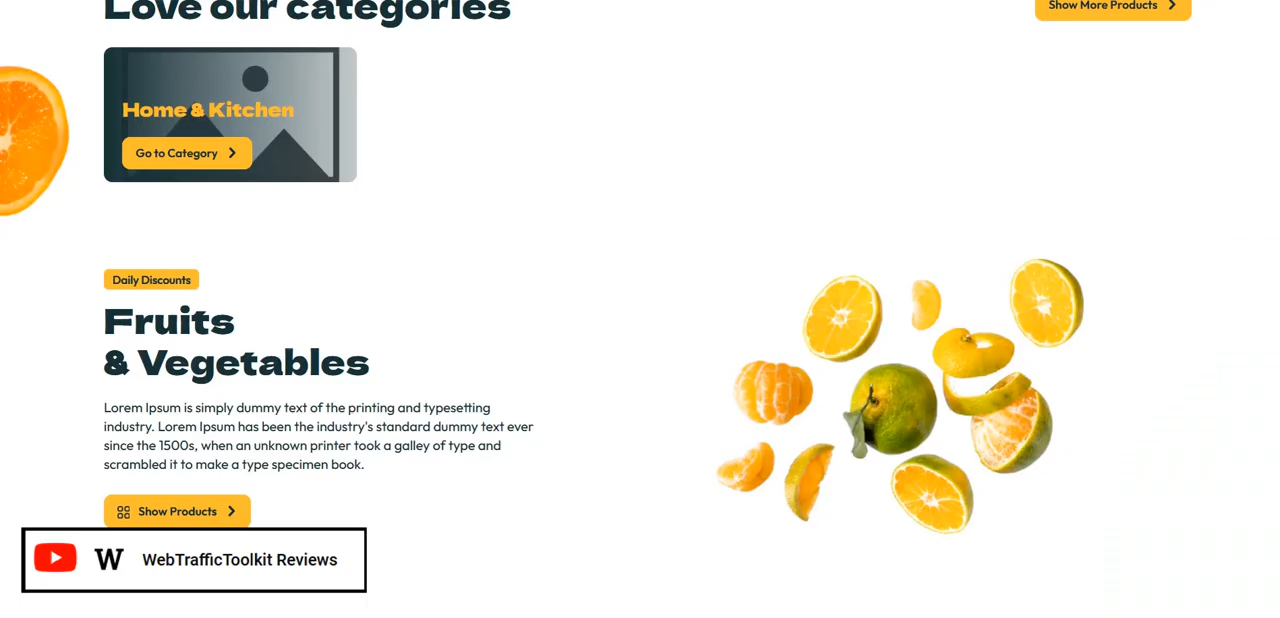 Love our categories
Show More Products
Home & Kitchen
Go to Category
Daily Discounts
Fruits
& Vegetables
Lorem Ipsum is simply dummy text of the printing and typesetting
industry. Lorem Ipsum has been the industry's standard dummy text ever
since the 1500s, when an unknown printer took a galley of type and
scrambled it to make a type specimen book.
Show Products
W WebTrafficToolkit Reviews